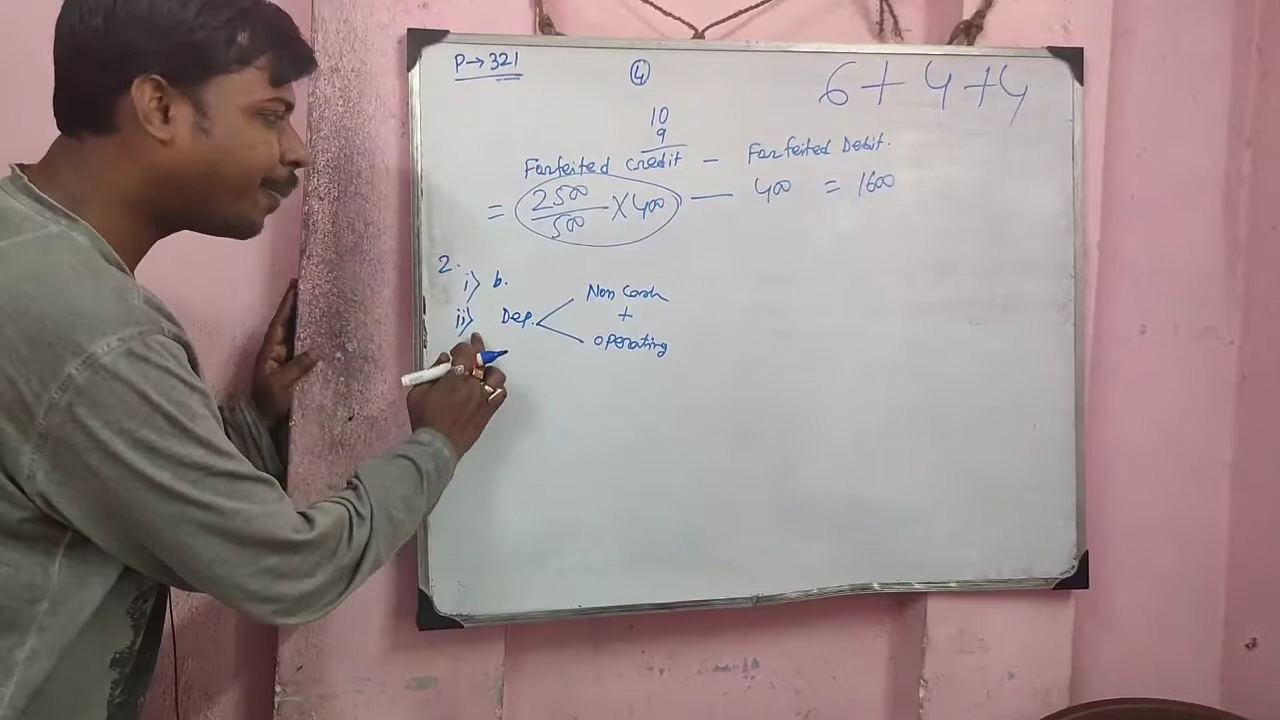 P→321 ④ 6+4+4
10
9
Forfeited Credit — Forfeited Debit.
= 2500/500 X 400 — 400 = 1600
2.
i> b.
Non Cash
ii> Dep. +
operating